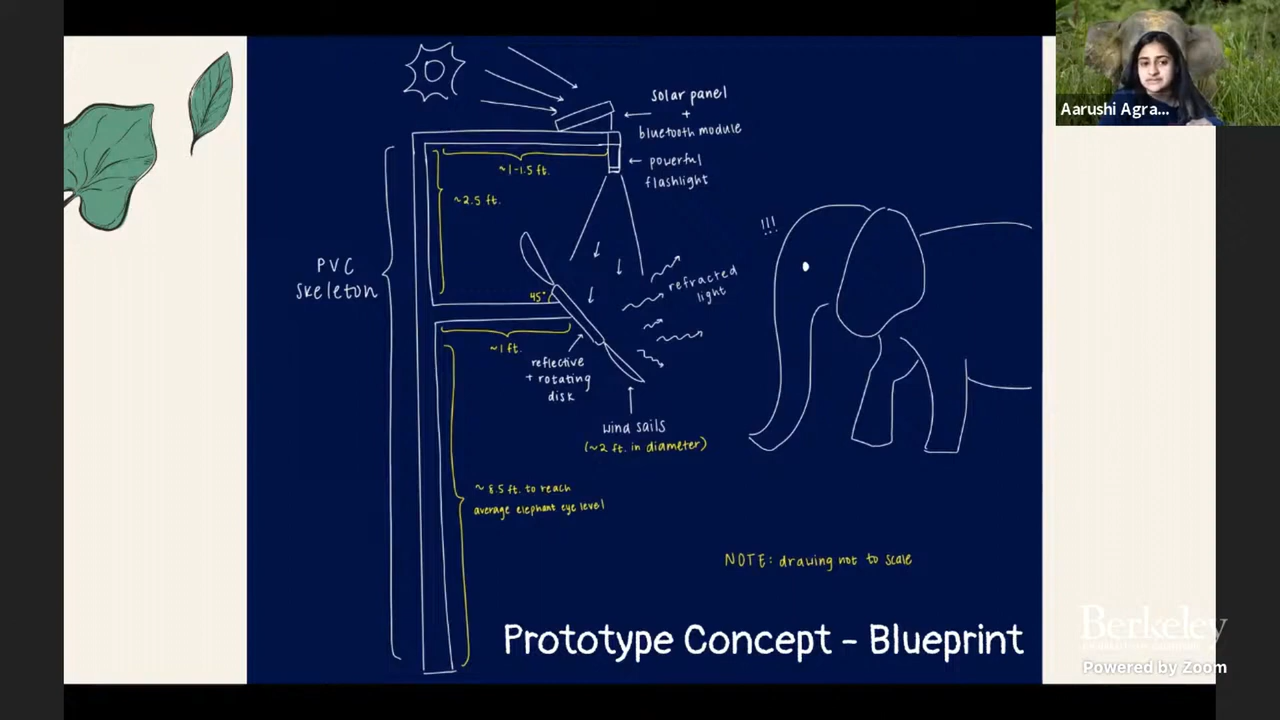 Aarushi Agra...
solar panel
+
bluetooth module
powerful
flashlight
~1-1.5 ft.
~2.5 ft.
!!!
PVC
skeleton
refracted
light
45°
~1 ft.
reflective
+ rotating
disk
wind sails
(~2 ft. in diameter)
~ 8.5 ft. to reach
average elephant eye level
NOTE: drawing not to scale
Prototype Concept - Blueprint
Berkeley
Powered by Zoom